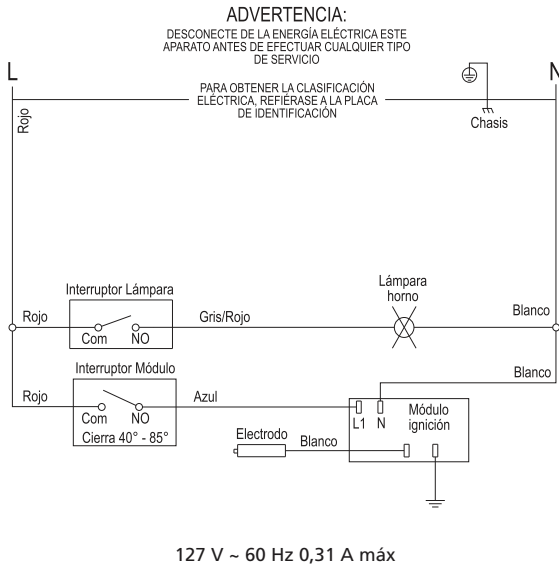 ADVERTENCIA:
DESCONECTE DE LA ENERGÍA ELÉCTRICA ESTE
APARATO ANTES DE EFECTUAR CUALQUIER TIPO
DE SERVICIO
L
N
PARA OBTENER LA CLASIFICACIÓN
ELÉCTRICA, REFIÉRASE A LA PLACA
DE IDENTIFICACIÓN
Chasis
Rojo
Interruptor Lámpara
Lámpara
horno
Rojo
Com
NO
Gris/Rojo
Blanco
Interruptor Módulo
Blanco
Rojo
Com
NO
Azul
Cierra 40° - 85°
L1
N
Módulo
ignición
Electrodo
Blanco
127 V ~ 60 Hz 0,31 A máx